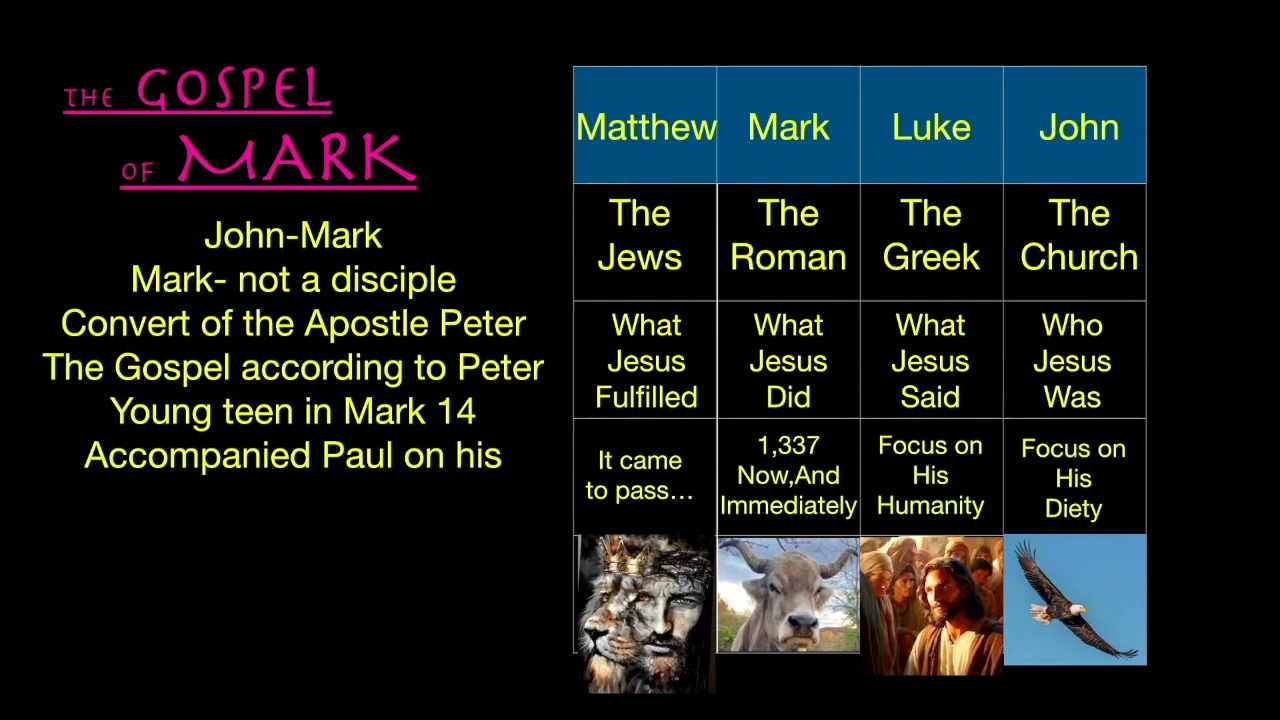 THE GOSPEL
OF MARK
John-Mark
Mark- not a disciple
Convert of the Apostle Peter
The Gospel according to Peter
Young teen in Mark 14
Accompanied Paul on his
Matthew
Mark
Luke
John
The
Jews
The
Roman
The
Greek
The
Church
What
Jesus
Fulfilled
What
Jesus
Did
What
Jesus
Said
Who
Jesus
Was
It came
to pass…
1,337
Now,And
Immediately
Focus on
His
Humanity
Focus on
His
Diety